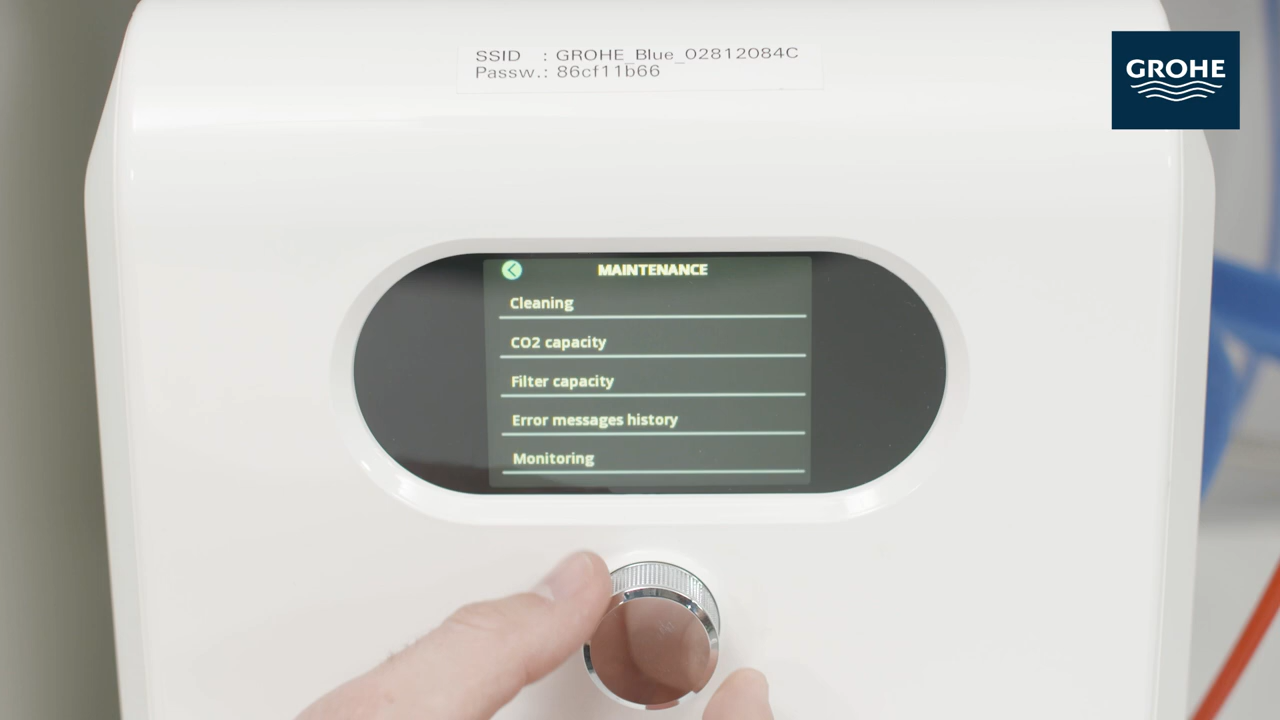 SSID : GROHE_Blue_02812084C
Passw.: 86cf11b66
GROHE
MAINTENANCE
Cleaning
CO2 capacity
Filter capacity
Error messages history
Monitoring